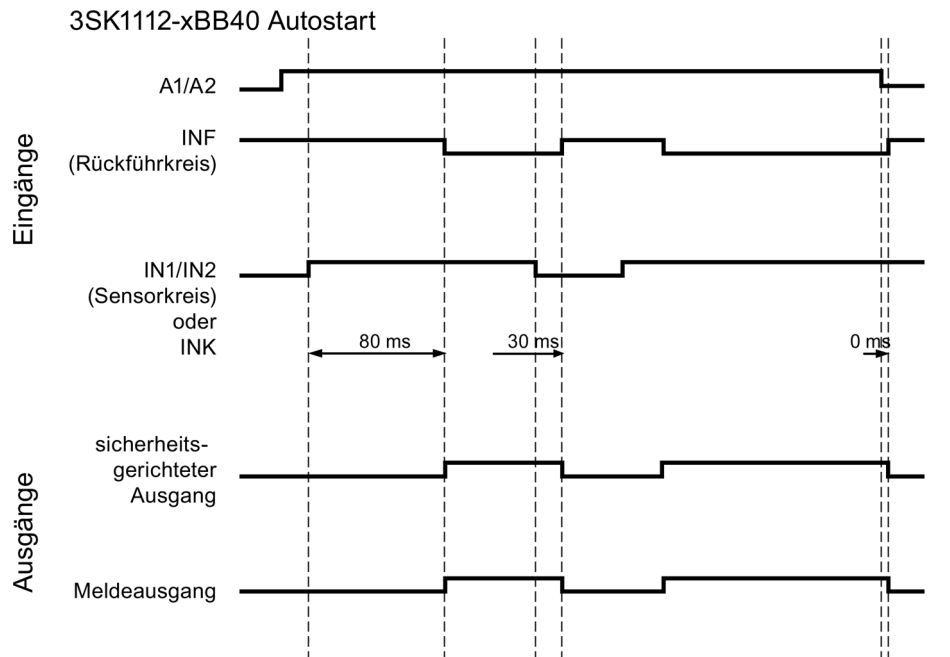 3SK1112-xBB40 Autostart
Eingänge
A1/A2
INF
(Rückführkreis)
IN1/IN2
(Sensorkreis)
oder
INK
80 ms
30 ms
0 ms
Ausgänge
sicherheits-
gerichteter
Ausgang
Meldeausgang